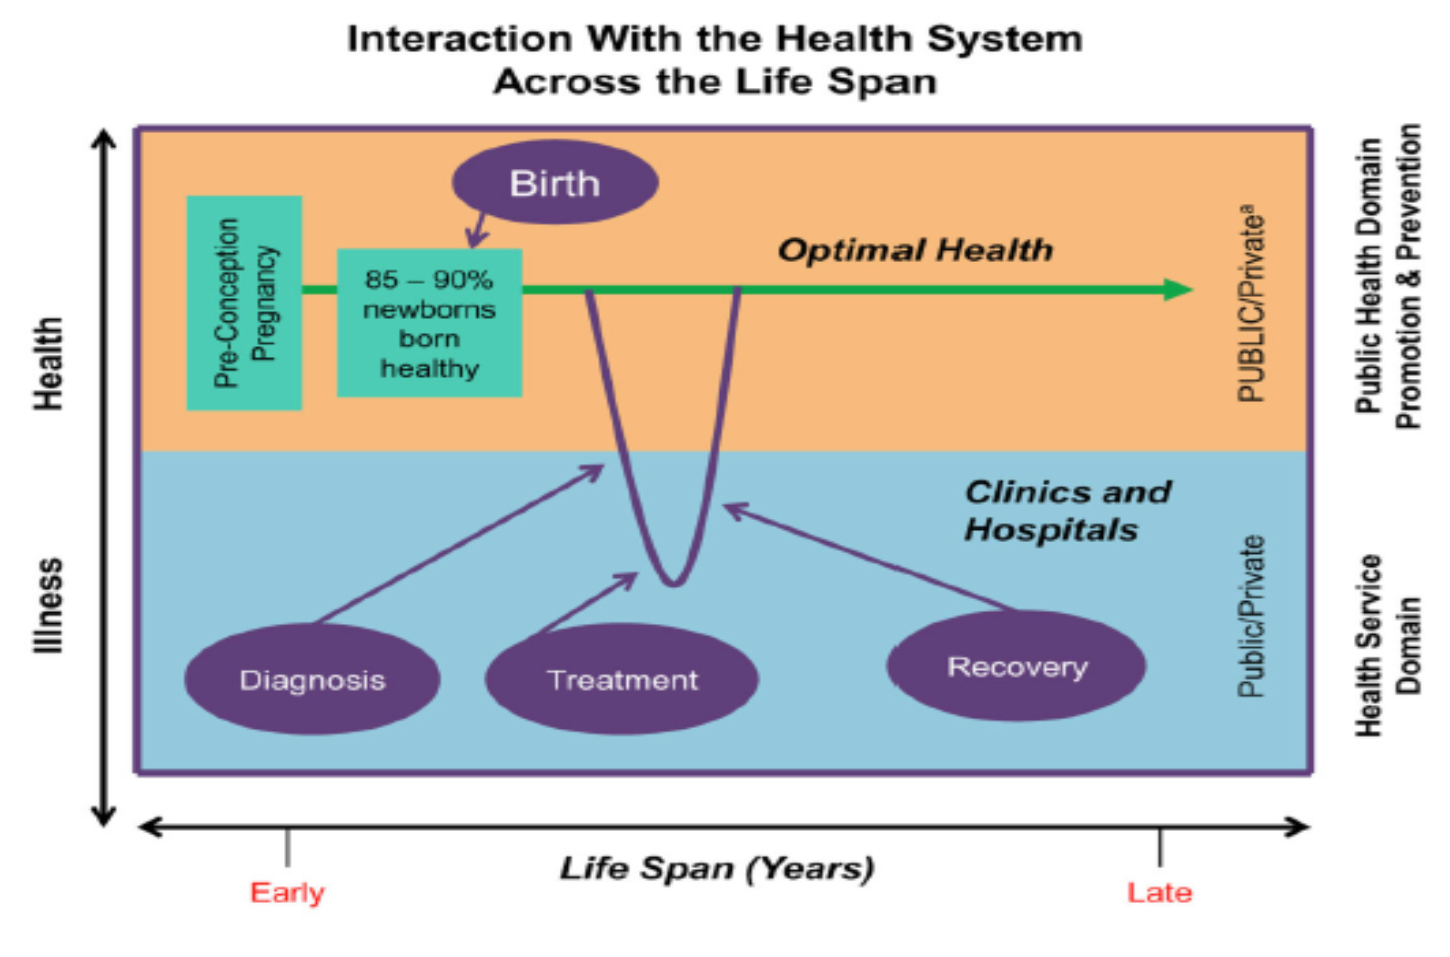 Interaction With the Health System
Across the Life Span
Health
Illness
Birth
Pre-Conception
Pregnancy
85 – 90%
newborns
born
healthy
Optimal Health
PUBLIC/Privateª
Public Health Domain
Promotion & Prevention
Clinics and
Hospitals
Diagnosis
Treatment
Recovery
Public/Private
Health Service
Domain
Life Span (Years)
Early
Late